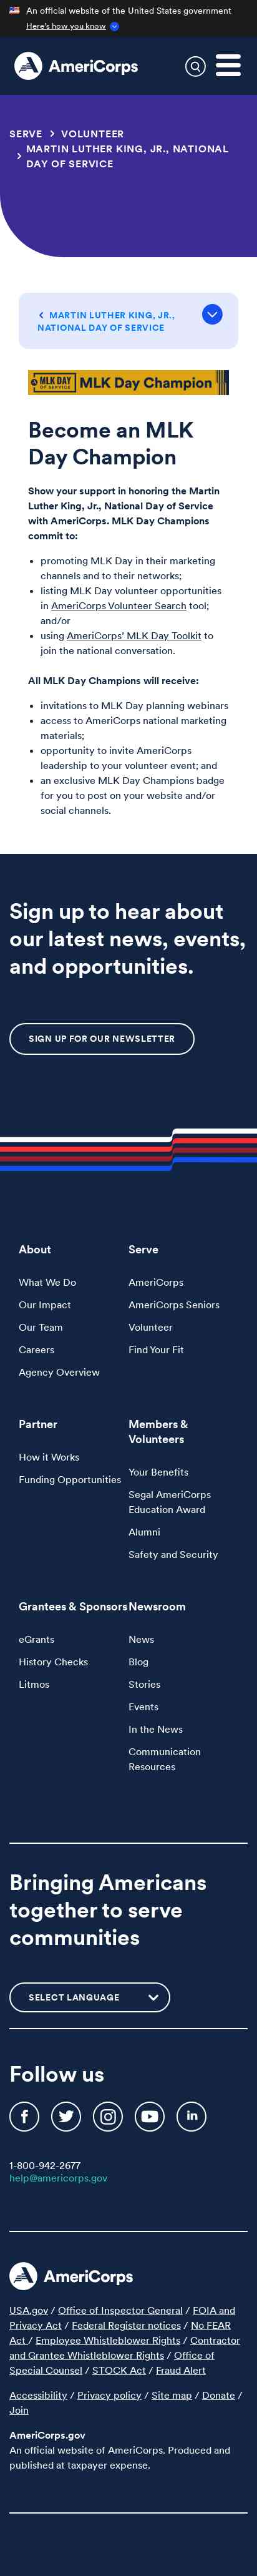 An official website of the United States government
Here's how you know
AmeriCorps
SERVE > VOLUNTEER
> MARTIN LUTHER KING, JR., NATIONAL
DAY OF SERVICE
< MARTIN LUTHER KING, JR.,
NATIONAL DAY OF SERVICE
MLK DAY OF SERVICE MLK Day Champion
Become an MLK
Day Champion
Show your support in honoring the Martin
Luther King, Jr., National Day of Service
with AmeriCorps. MLK Day Champions
commit to:
• promoting MLK Day in their marketing
channels and to their networks;
• listing MLK Day volunteer opportunities
in AmeriCorps Volunteer Search tool;
and/or
• using AmeriCorps' MLK Day Toolkit to
join the national conversation.
All MLK Day Champions will receive:
• invitations to MLK Day planning webinars
• access to AmeriCorps national marketing
materials;
• opportunity to invite AmeriCorps
leadership to your volunteer event; and
• an exclusive MLK Day Champions badge
for you to post on your website and/or
social channels.
Sign up to hear about
our latest news, events,
and opportunities.
SIGN UP FOR OUR NEWSLETTER
About
What We Do
Our Impact
Our Team
Careers
Agency Overview
Serve
AmeriCorps
AmeriCorps Seniors
Volunteer
Find Your Fit
Partner
How it Works
Funding Opportunities
Members &
Volunteers
Your Benefits
Segal AmeriCorps
Education Award
Alumni
Safety and Security
Grantees & Sponsors
eGrants
History Checks
Litmos
Newsroom
News
Blog
Stories
Events
In the News
Communication
Resources
Bringing Americans
together to serve
communities
SELECT LANGUAGE
Follow us
1-800-942-2677
help@americorps.gov
AmeriCorps
USA.gov / Office of Inspector General / FOIA and
Privacy Act / Federal Register notices / No FEAR
Act / Employee Whistleblower Rights / Contractor
and Grantee Whistleblower Rights / Office of
Special Counsel / STOCK Act / Fraud Alert
Accessibility / Privacy policy / Site map / Donate /
Join
AmeriCorps.gov
An official website of AmeriCorps. Produced and
published at taxpayer expense.